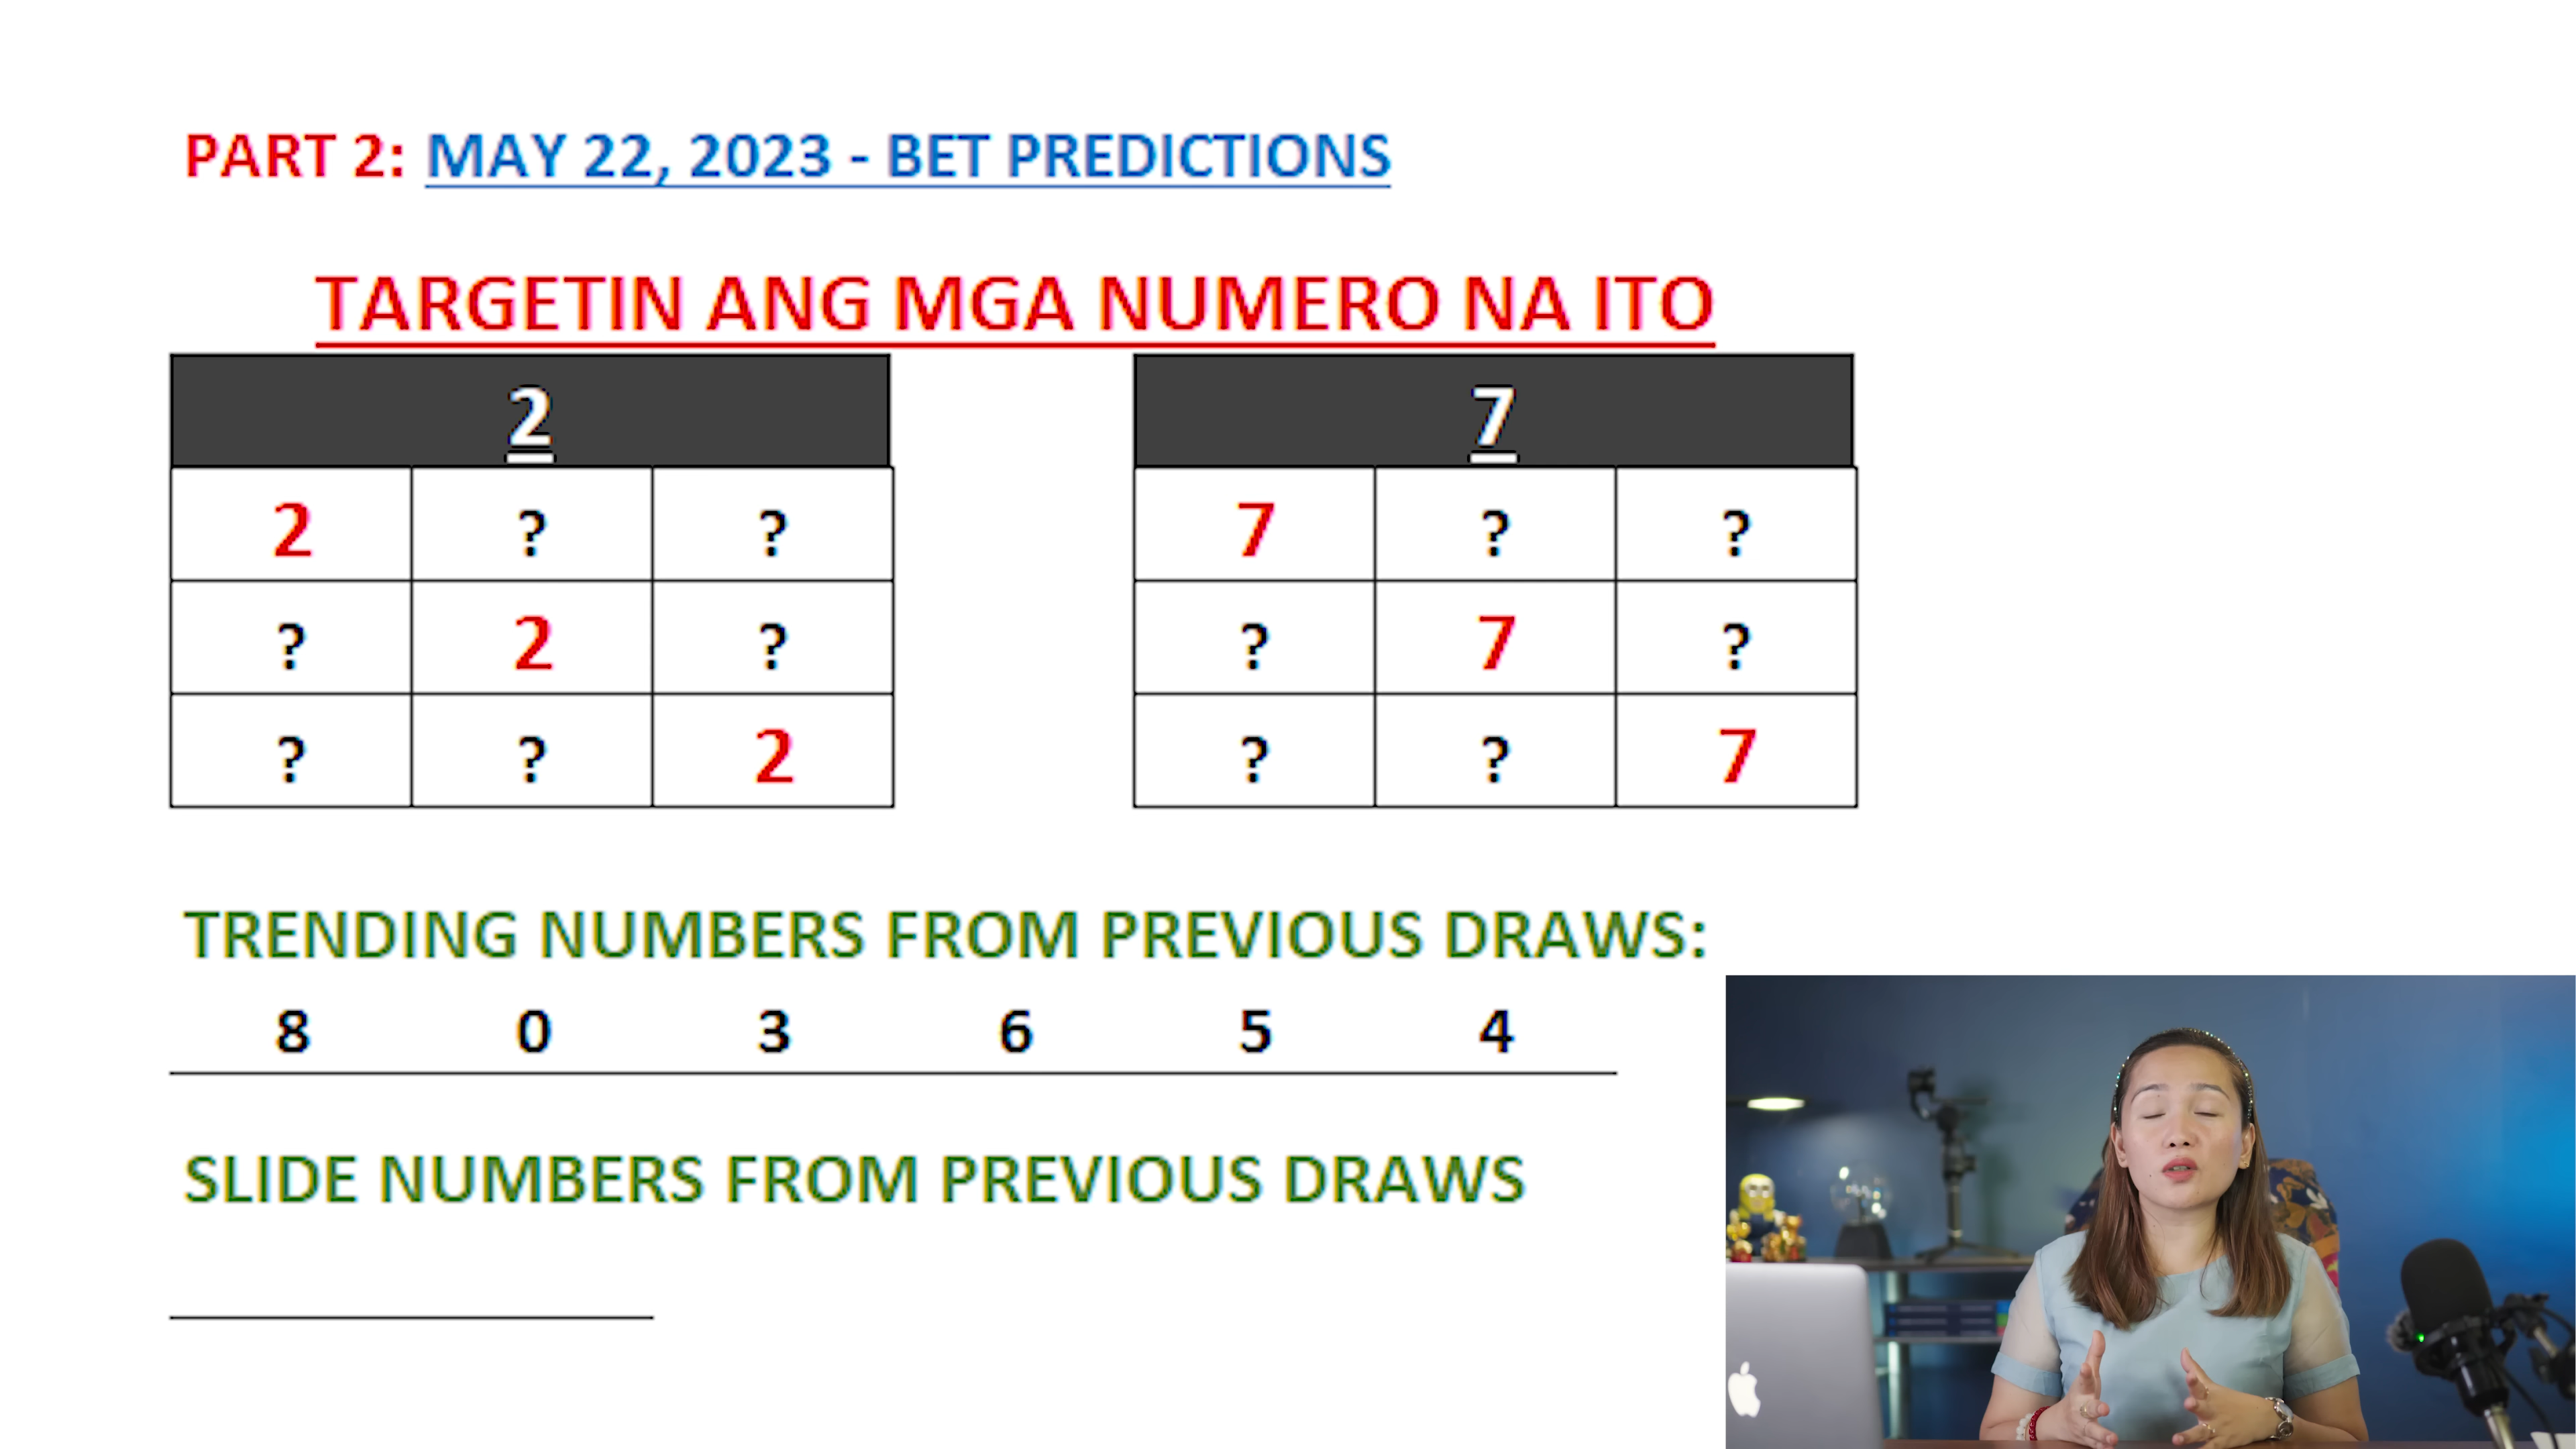 PART 2: MAY 22, 2023 - BET PREDICTIONS
TARGETIN ANG MGA NUMERO NA ITO
2
2 ? ?
? 2 ?
? ? 2
7
7 ? ?
? 7 ?
? ? 7
TRENDING NUMBERS FROM PREVIOUS DRAWS:
8 0 3 6 5 4
SLIDE NUMBERS FROM PREVIOUS DRAWS